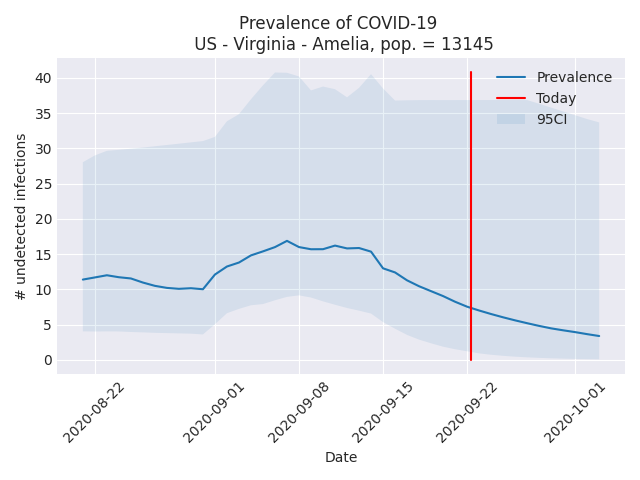 Prevalence of COVID-19
US - Virginia - Amelia, pop. = 13145
Prevalence
Today
95CI
# undetected infections
40
35
30
25
20
15
10
5
0
2020-08-22
2020-09-01
2020-09-08
2020-09-15
2020-09-22
2020-10-01
Date